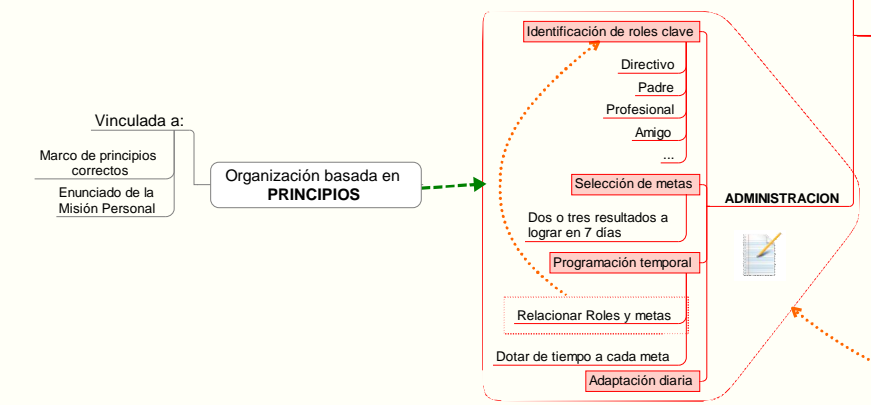 Vinculada a:
Marco de principios
correctos
Enunciado de la
Misión Personal
Organización basada en
PRINCIPIOS
Identificación de roles clave
Directivo
Padre
Profesional
Amigo
...
Selección de metas
Dos o tres resultados a
lograr en 7 días
Programación temporal
Relacionar Roles y metas
Dotar de tiempo a cada meta
Adaptación diaria
ADMINISTRACION